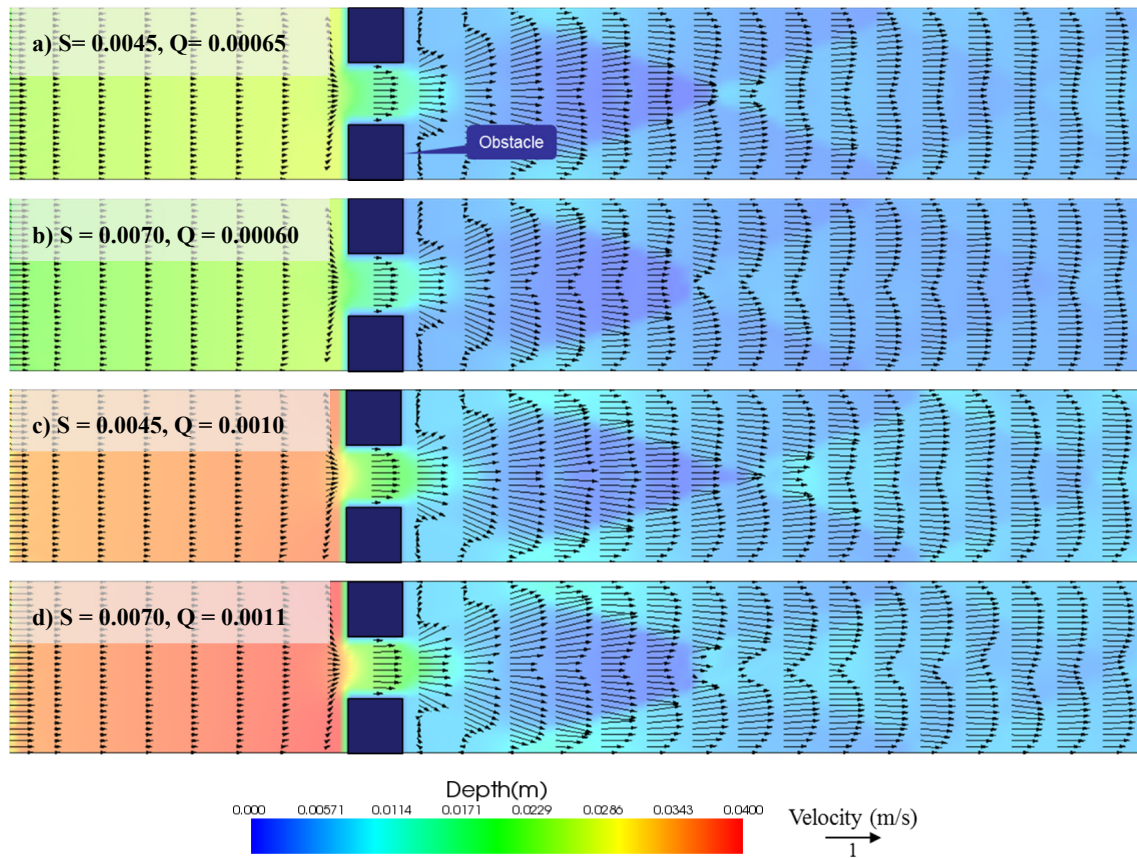 a) S= 0.0045, Q= 0.00065
Obstacle
b) S = 0.0070, Q = 0.00060
c) S = 0.0045, Q = 0.0010
d) S = 0.0070, Q = 0.0011
Depth(m)
0.000 0.00571 0.0114 0.0171 0.0229 0.0286 0.0343 0.0400
Velocity (m/s)
1